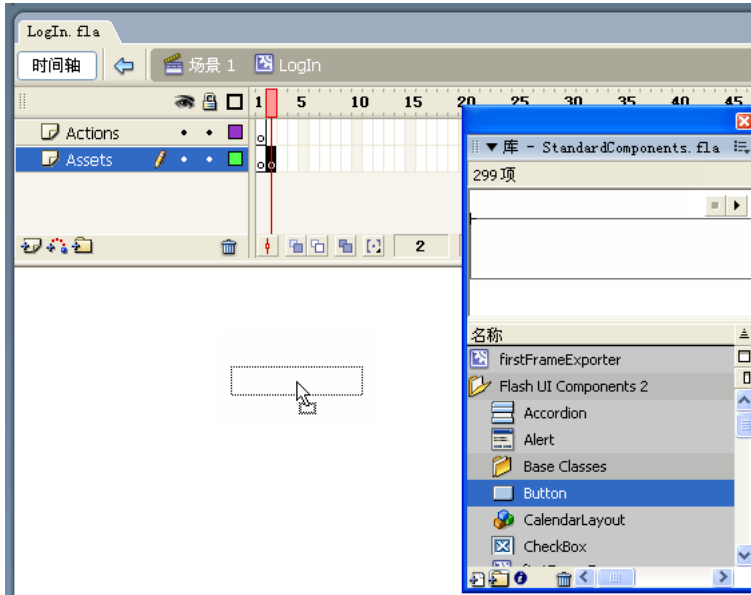 LogIn.fla
时间轴 场景 1 LogIn
1 5 10 15 20 25 30 35 40 45
Actions
Assets
2
库 - StandardComponents.fla
299 项
名称
firstFrameExporter
Flash UI Components 2
Accordion
Alert
Base Classes
Button
CalendarLayout
CheckBox